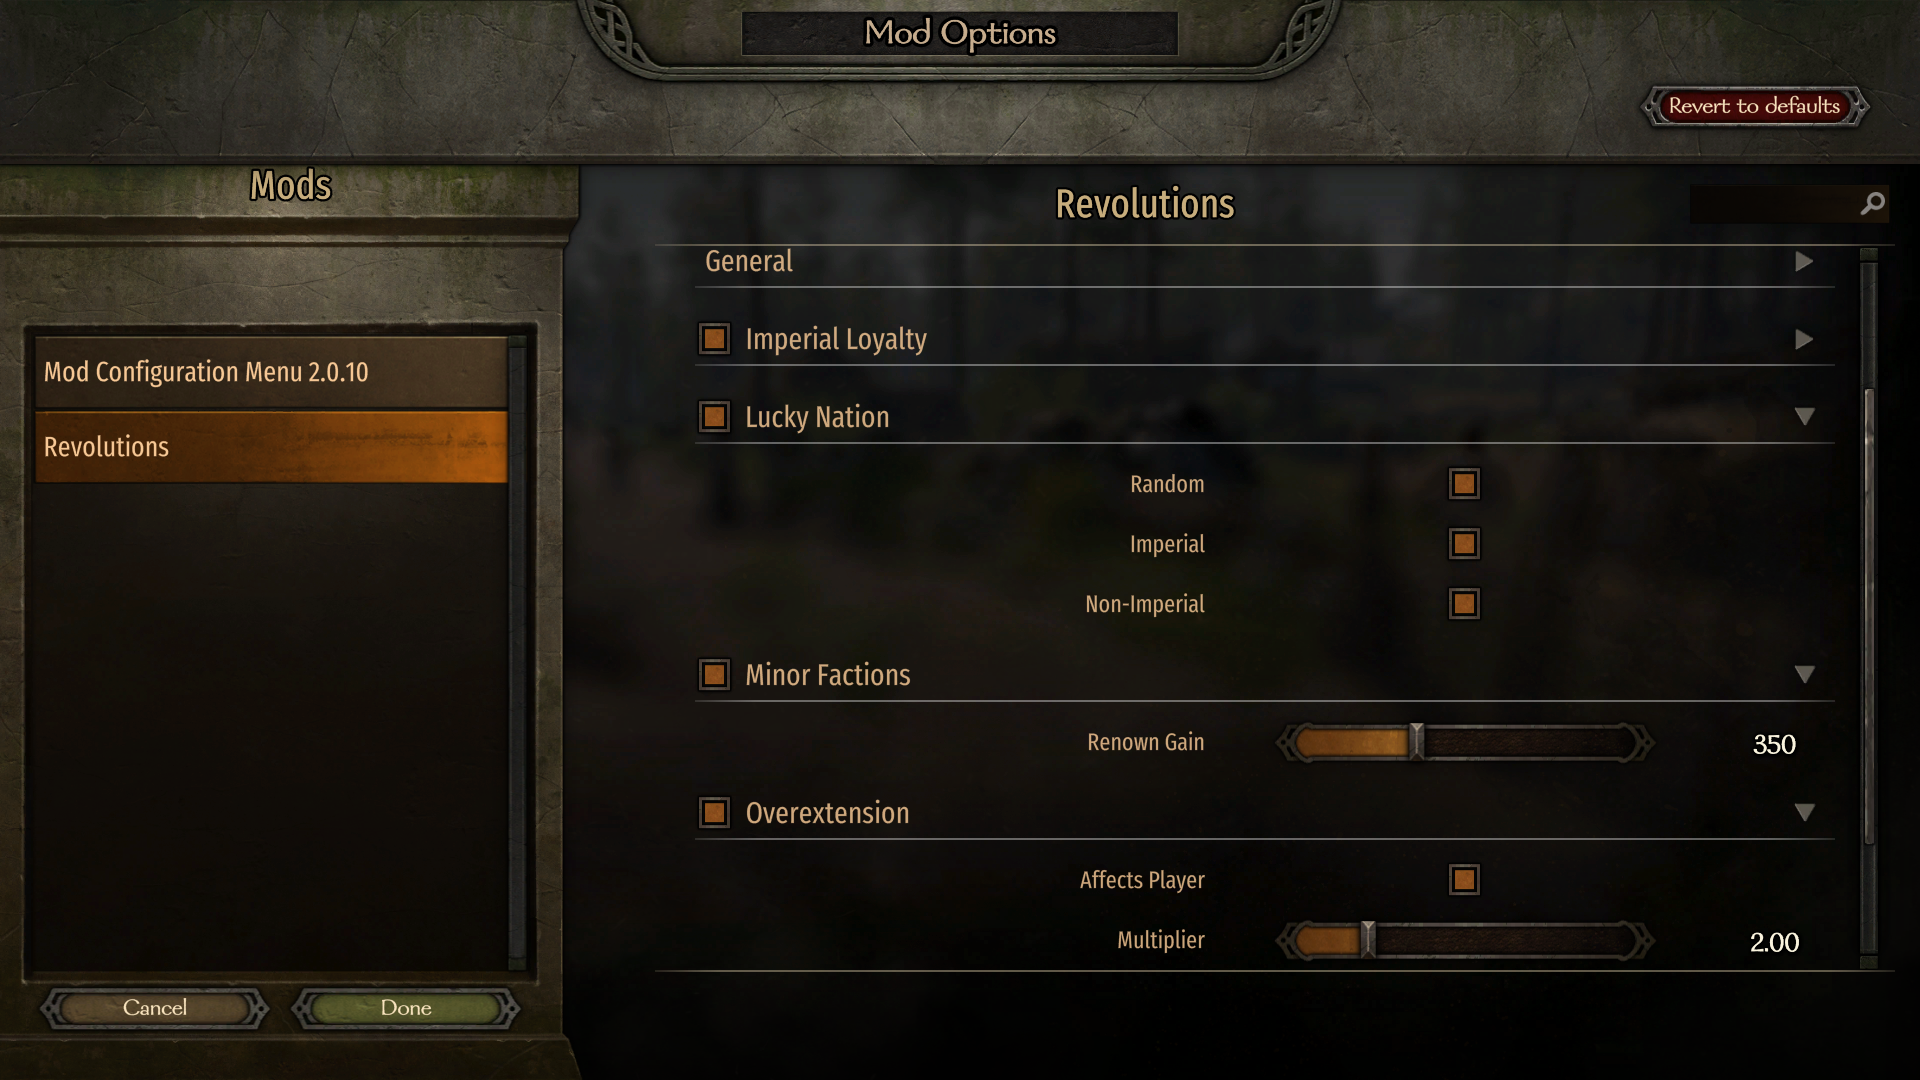 Mod Options
Revert to defaults
Mods
Mod Configuration Menu 2.0.10
Revolutions
Cancel
Done
Revolutions
General
Imperial Loyalty
Lucky Nation
Random
Imperial
Non-Imperial
Minor Factions
Renown Gain 350
Overextension
Affects Player
Multiplier 2.00